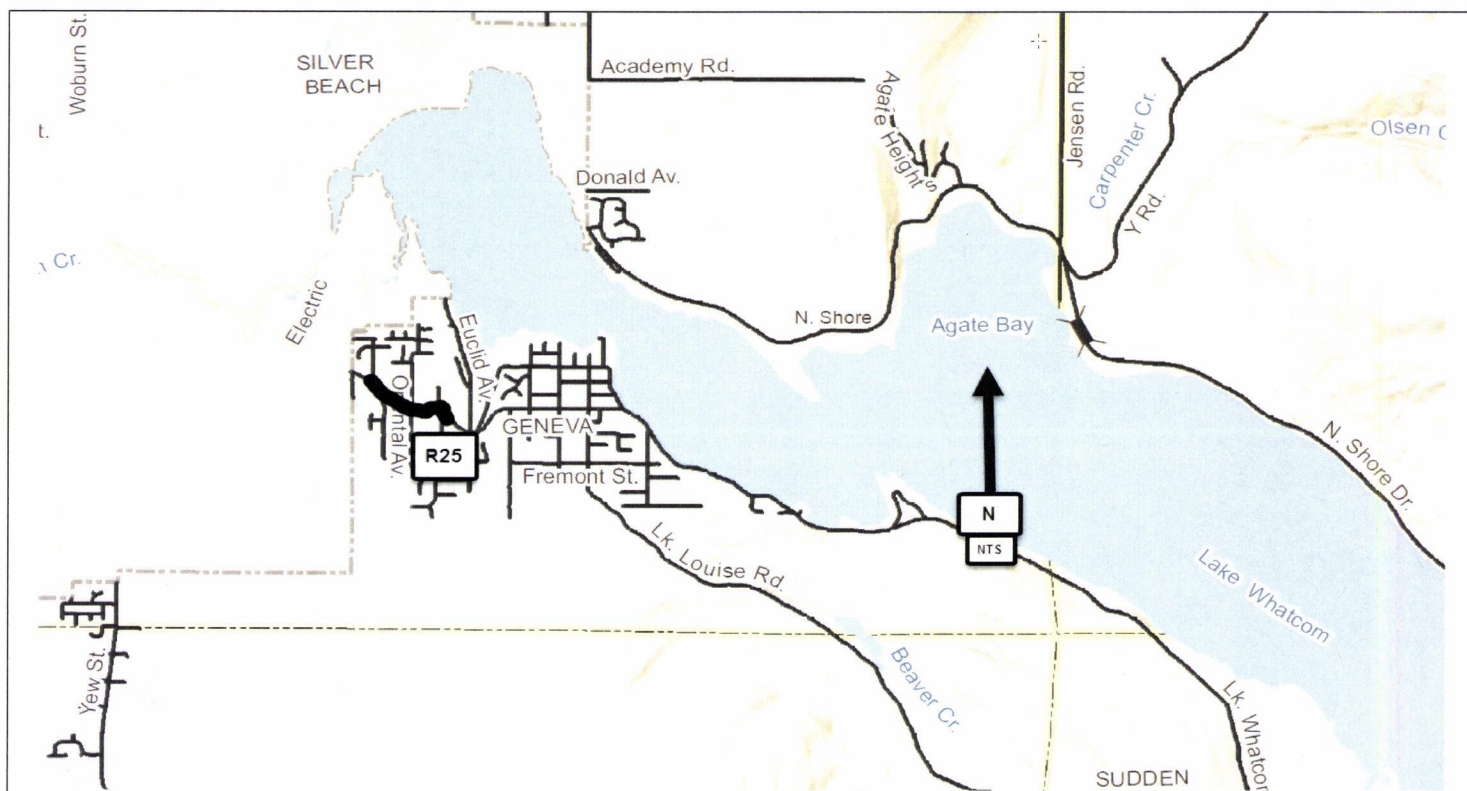 Woburn St.
SILVER
BEACH
Academy Rd.
Agate Heights
Jensen Rd.
Carpenter Cr.
Olsen C
t.
Donald Av.
Y Rd.
Cr.
Electric
Euclid Av.
N. Shore
Agate Bay
Oriental Av.
GENEVA
R25
Fremont St.
N. Shore Dr.
N
NTS
Lk. Louise Rd.
Lake Whatcom
Beaver Cr.
Yew St.
Lk. Whatcom
SUDDEN